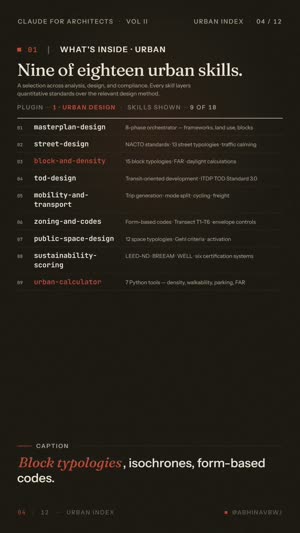 CLAUDE FOR ARCHITECTS · VOL II
URBAN INDEX · 04 / 12
01 | WHAT'S INSIDE · URBAN
Nine of eighteen urban skills.
A selection across analysis, design, and compliance. Every skill layers
quantitative standards over the relevant design method.
PLUGIN · 1 · URBAN DESIGN · SKILLS SHOWN · 9 OF 18
01 masterplan-design 8-phase orchestrator — frameworks, land use, blocks
02 street-design NACTO standards · 13 street typologies · traffic calming
03 block-and-density 15 block typologies · FAR · daylight calculations
04 tod-design Transit-oriented development · ITDP TOD Standard 3.0
05 mobility-and-
transport Trip generation · mode split · cycling · freight
06 zoning-and-codes Form-based codes · Transect T1-T6 · envelope controls
07 public-space-design 12 space typologies · Gehl criteria · activation
08 sustainability-
scoring LEED-ND · BREEAM · WELL · six certification systems
09 urban-calculator 7 Python tools — density, walkability, parking, FAR
CAPTION
Block typologies, isochrones, form-based
codes.
04 | 12 · URBAN INDEX
@ABHINAVBWJ